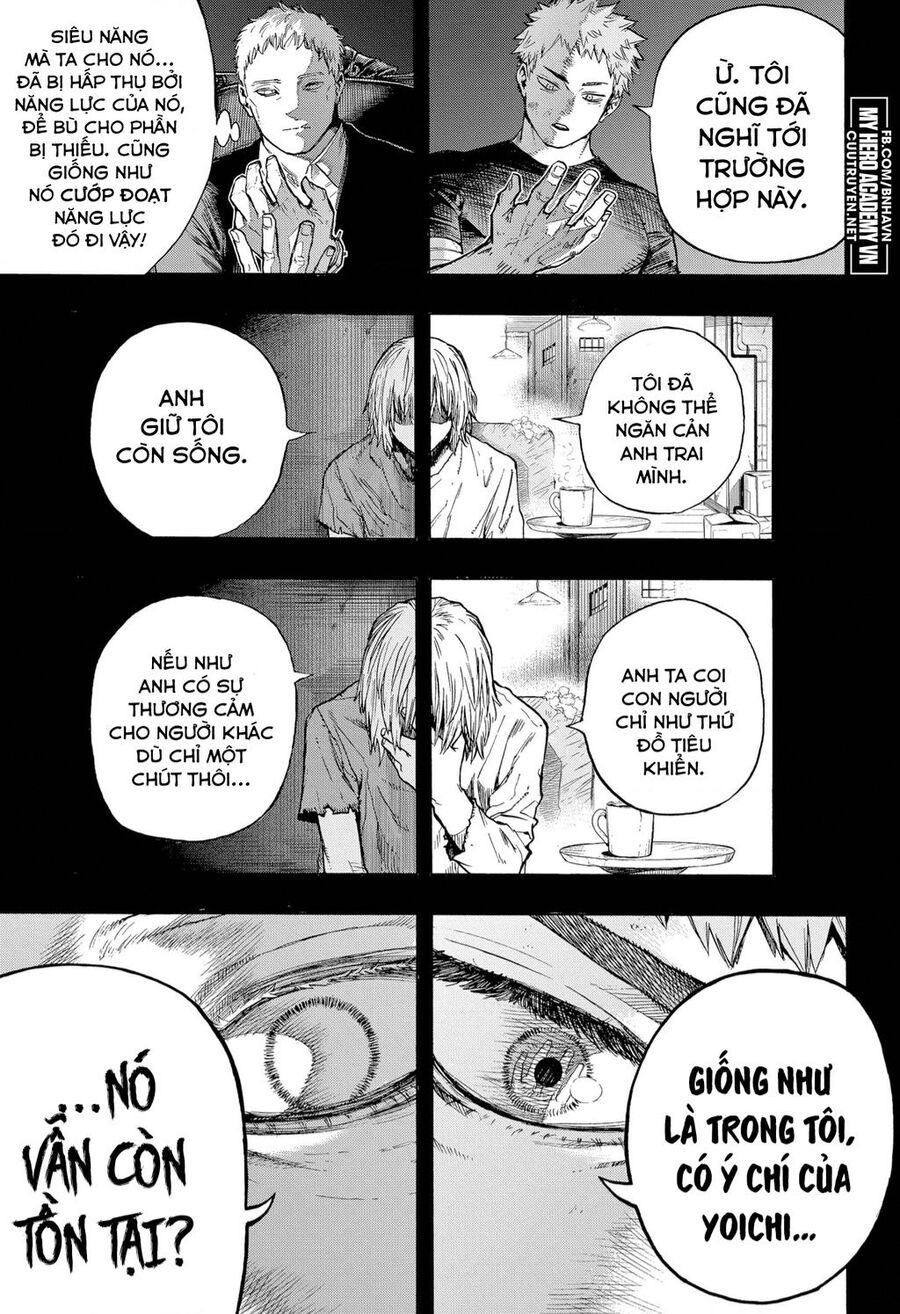 Ừ. TÔI
CŨNG ĐÃ
NGHĨ TỚI
TRƯỜNG
HỢP NÀY.
FB.COM/BNHAVN
MY HERO ACADEMY VN
CUUTRUYEN.NET
SIÊU NĂNG
MÀ TA CHO NÓ...
ĐÃ BỊ HẤP THỤ BỞI
NĂNG LỰC CỦA NÓ,
ĐỂ BÙ CHO PHẦN
BỊ THIẾU. CŨNG
GIỐNG NHƯ
NÓ CƯỚP ĐOẠT
NĂNG LỰC
ĐÓ ĐI VẬY!
TÔI ĐÃ
KHÔNG THỂ
NGĂN CẢN
ANH TRAI
MÌNH.
ANH
GIỮ TÔI
CÒN SỐNG.
ANH TA COI
CON NGƯỜI
CHỈ NHƯ THỨ
ĐỒ TIÊU
KHIỂN.
NẾU NHƯ
ANH CÓ SỰ
THƯƠNG CẢM
CHO NGƯỜI KHÁC
DÙ CHỈ MỘT
CHÚT THÔI...
GIỐNG NHƯ
LÀ TRONG TÔI,
CÓ Ý CHÍ CỦA
YOICHI...
...NÓ
VẪN CÒN
TỒN TẠI?